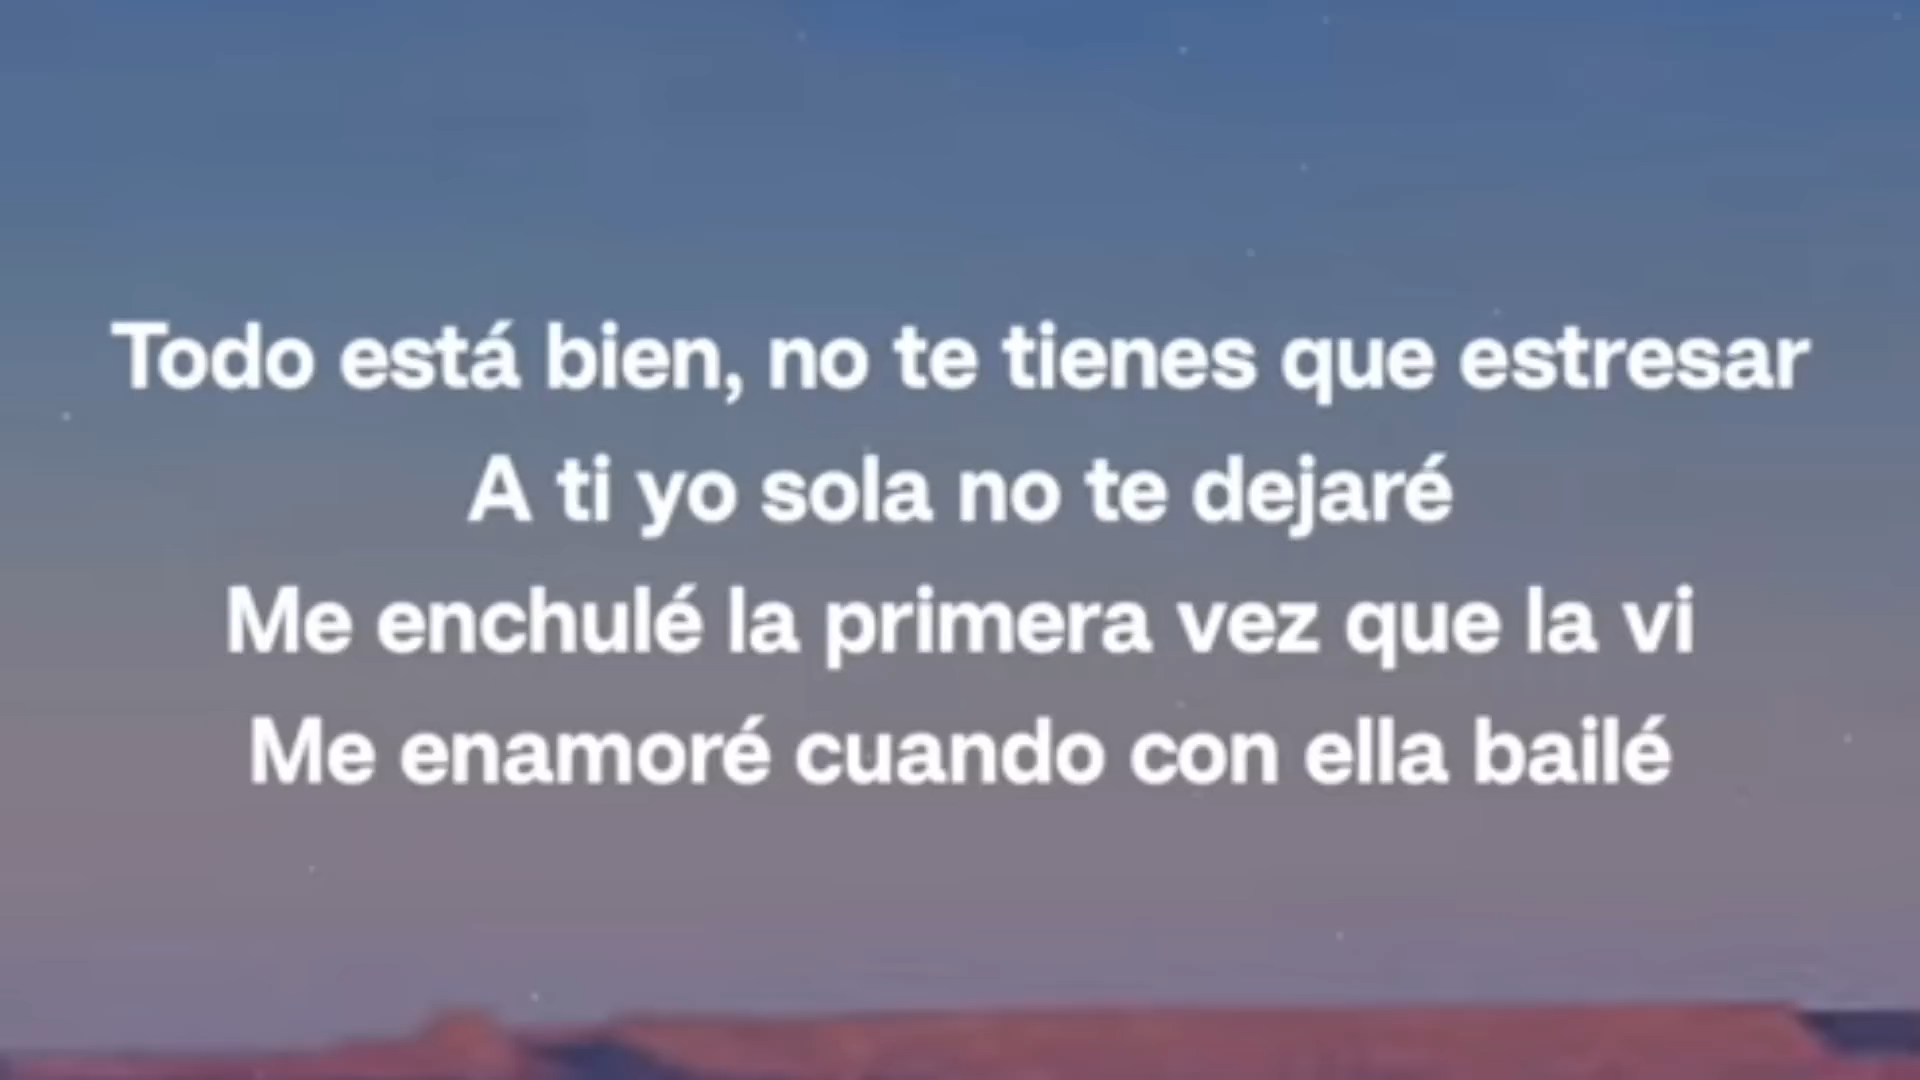 Todo está bien, no te tienes que estresar
A ti yo sola no te dejaré
Me enchulé la primera vez que la vi
Me enamoré cuando con ella bailé